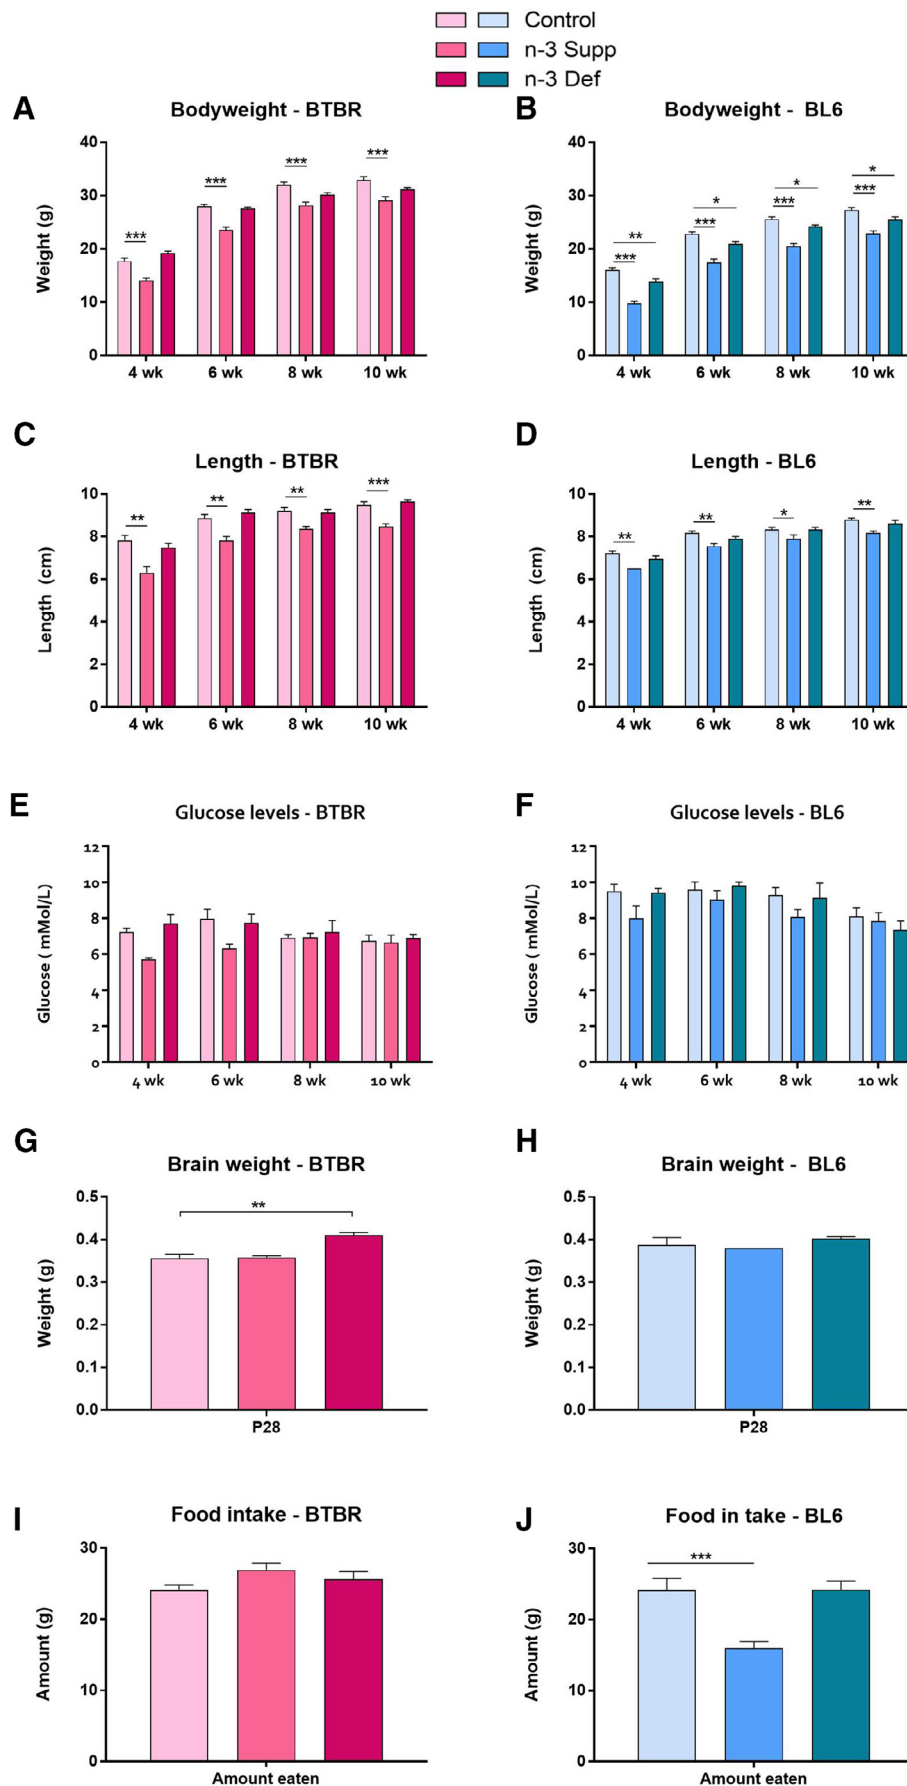 Control
n-3 Supp
n-3 Def
A
Bodyweight - BTBR
Weight (g)
40
30
20
10
0
***
***
***
***
4 wk
6 wk
8 wk
10 wk
B
Bodyweight - BL6
Weight (g)
40
30
20
10
0
**
***
*
***
*
***
*
***
4 wk
6 wk
8 wk
10 wk
C
Length - BTBR
Length (cm)
10
8
6
4
2
0
**
**
**
***
4 wk
6 wk
8 wk
10 wk
D
Length - BL6
Length (cm)
10
8
6
4
2
0
**
**
*
**
4 wk
6 wk
8 wk
10 wk
E
Glucose levels - BTBR
Glucose ( mMol/L)
12
10
8
6
4
2
0
4 wk
6 wk
8 wk
10 wk
F
Glucose levels - BL6
Glucose ( mMol/L)
12
10
8
6
4
2
0
4 wk
6 wk
8 wk
10 wk
G
Brain weight - BTBR
Weight (g)
0.5
0.4
0.3
0.2
0.1
0.0
**
P28
H
Brain weight - BL6
Weight (g)
0.5
0.4
0.3
0.2
0.1
0.0
P28
I
Food intake - BTBR
Amount (g)
30
20
10
0
Amount eaten
J
Food in take - BL6
Amount (g)
30
20
10
0
***
Amount eaten